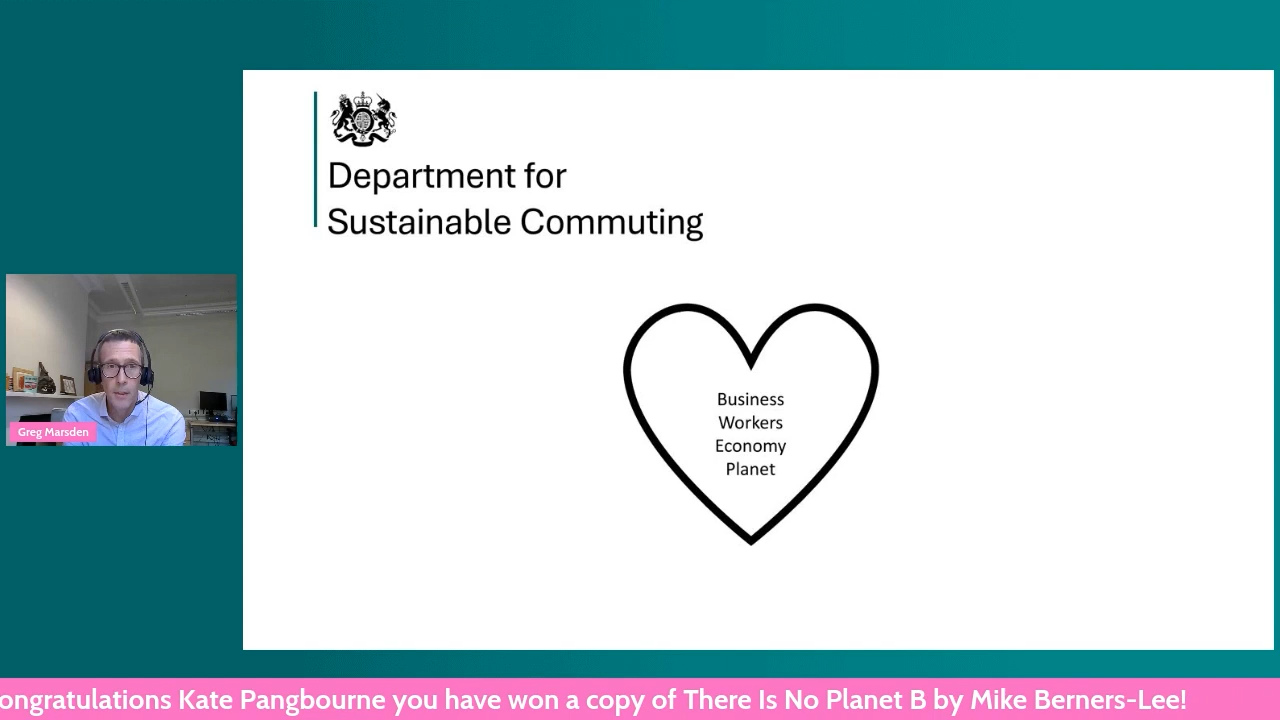 Department for
Sustainable Commuting
Business
Workers
Economy
Planet
Greg Marsden
ongratulations Kate Pangbourne you have won a copy of There Is No Planet B by Mike Berners-Lee!